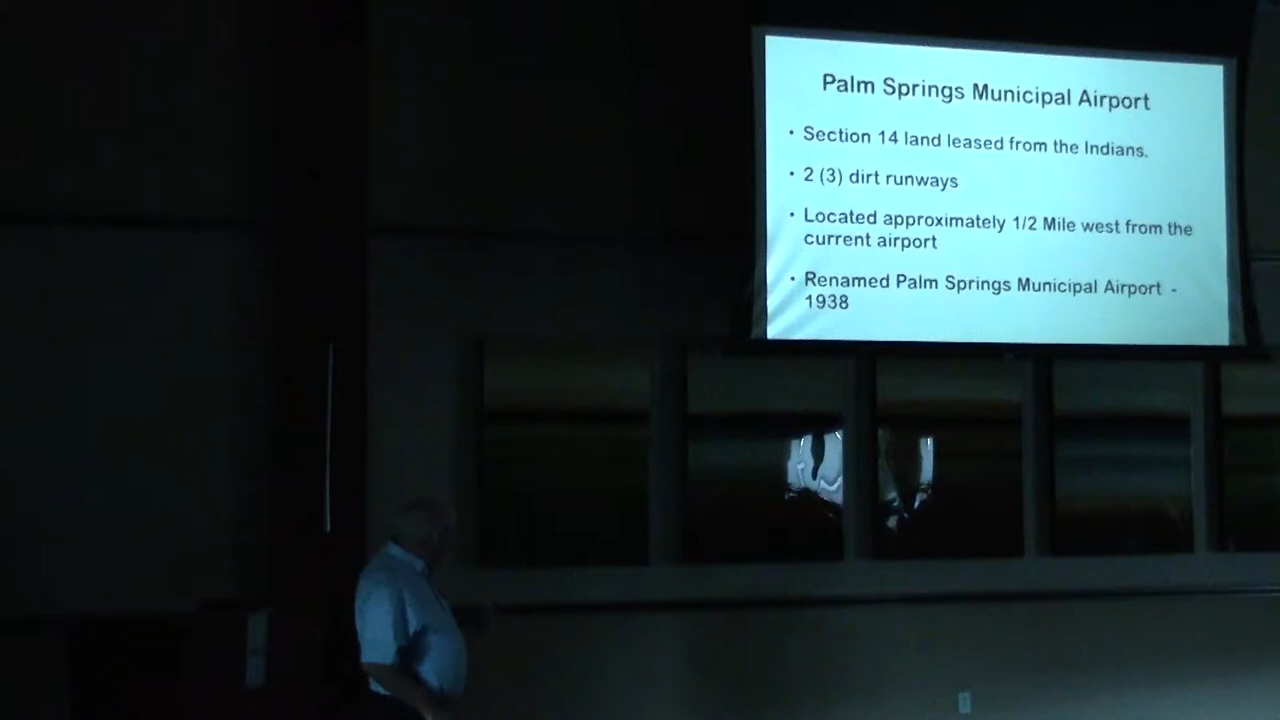 Palm Springs Municipal Airport
• Section 14 land leased from the Indians.
• 2 (3) dirt runways
• Located approximately 1/2 Mile west from the
current airport
• Renamed Palm Springs Municipal Airport -
1938